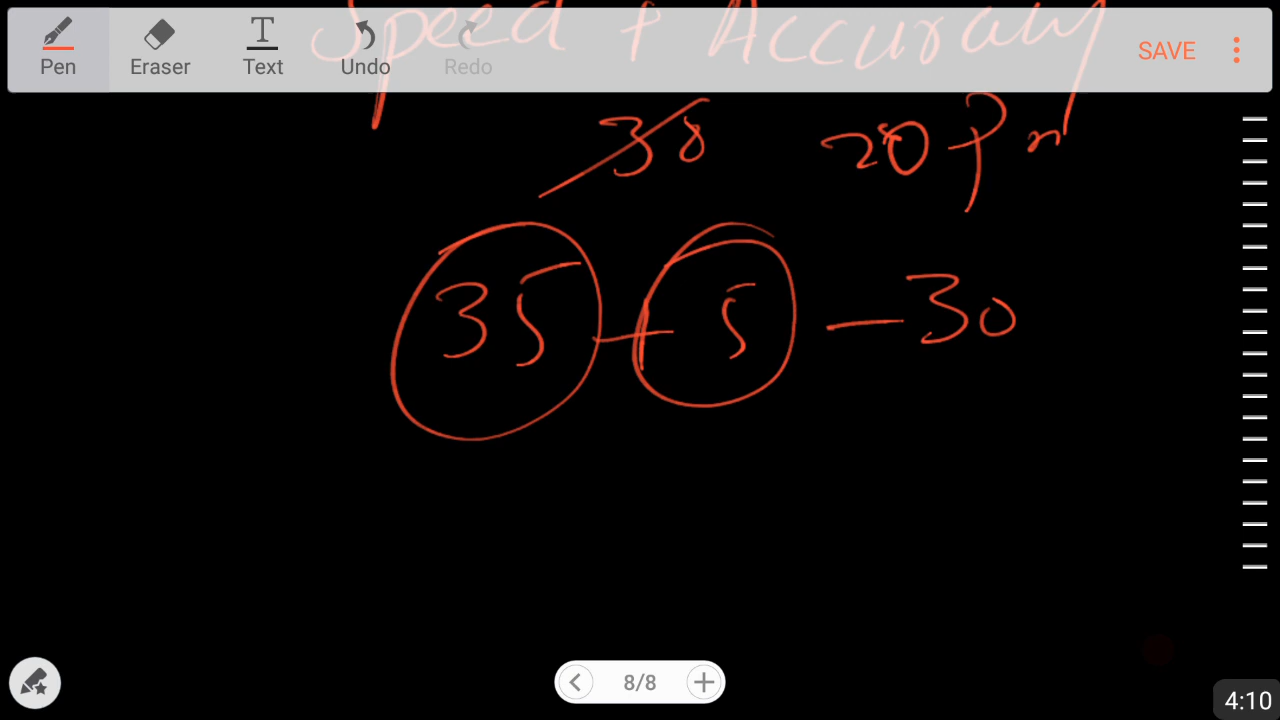 Speed + Accuracy
Pen Eraser Text Undo Redo SAVE
38 20
35 - 5 - 30
8/8
4:10